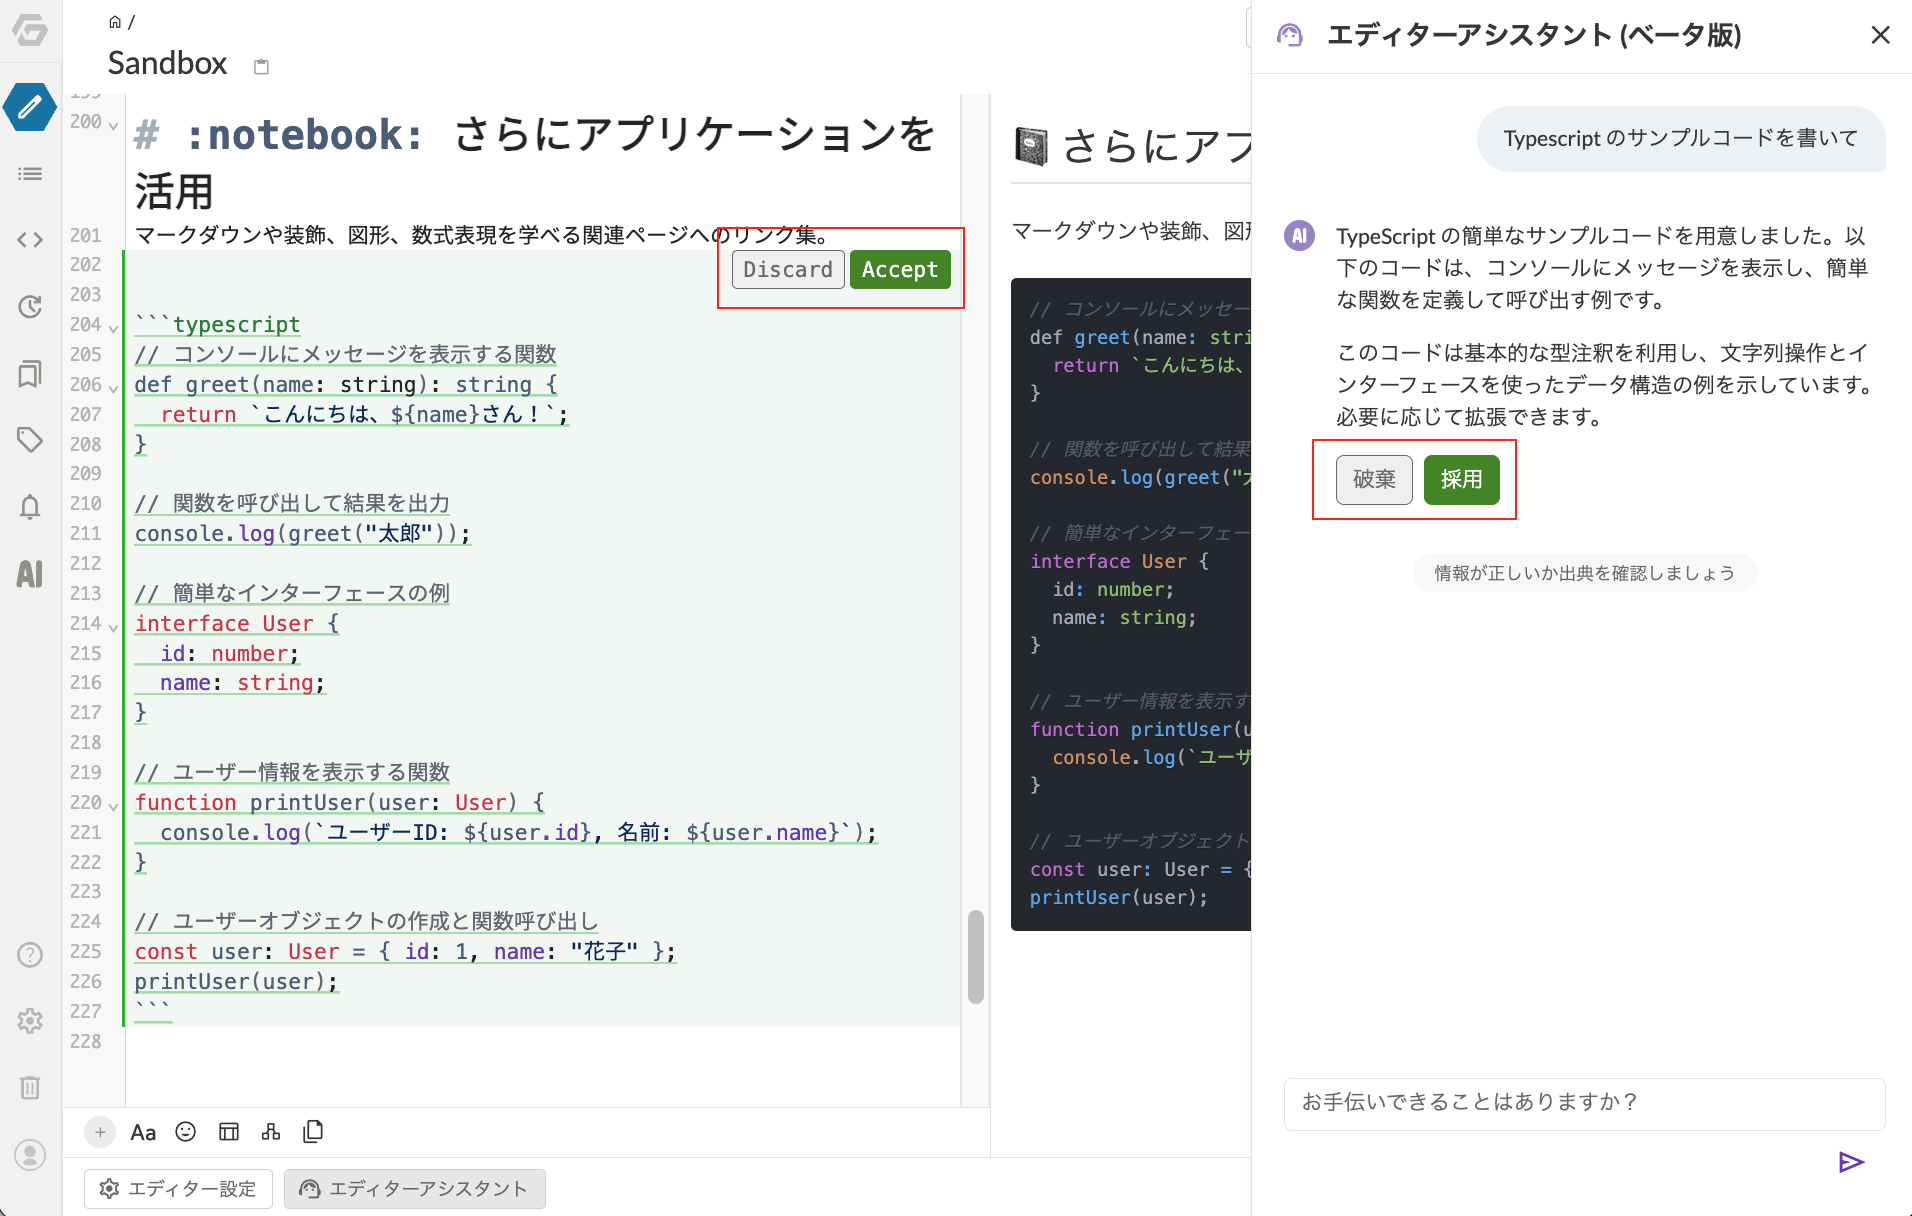 /
Sandbox
199
200 # :notebook: さらにアプリケーションを
活用
201 マークダウンや装飾、図形、数式表現を学べる関連ページへのリンク集。
202
Discard Accept
203
204 ```typescript
205 // コンソールにメッセージを表示する関数
206 def greet(name: string): string {
207   return `こんにちは、${name}さん！`;
208 }
209
210 // 関数を呼び出して結果を出力
211 console.log(greet("太郎"));
212
213 // 簡単なインターフェースの例
214 interface User {
215   id: number;
216   name: string;
217 }
218
219 // ユーザー情報を表示する関数
220 function printUser(user: User) {
221   console.log(`ユーザーID: ${user.id}, 名前: ${user.name}`);
222 }
223
224 // ユーザーオブジェクトの作成と関数呼び出し
225 const user: User = { id: 1, name: "花子" };
226 printUser(user);
227 ```
228
AI
Aa
エディター設定 エディターアシスタント
さらにアプ
マークダウンや装飾、図形
// コンソールにメッセー
def greet(name: stri
  return `こんにちは、
}
// 関数を呼び出して結果
console.log(greet("
// 簡単なインターフェー
interface User {
  id: number;
  name: string;
}
// ユーザー情報を表示す
function printUser(u
  console.log(`ユーザ
}
// ユーザーオブジェクト
const user: User = {
printUser(user);
エディターアシスタント (ベータ版)
Typescript のサンプルコードを書いて
AI
TypeScript の簡単なサンプルコードを用意しました。以
下のコードは、コンソールにメッセージを表示し、簡単
な関数を定義して呼び出す例です。
このコードは基本的な型注釈を利用し、文字列操作とイ
ンターフェースを使ったデータ構造の例を示しています。
必要に応じて拡張できます。
破棄 採用
情報が正しいか出典を確認しましょう
お手伝いできることはありますか？